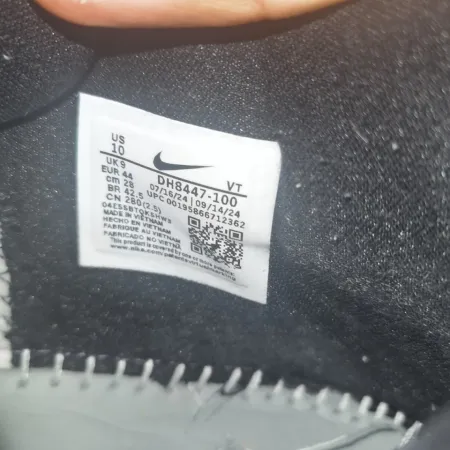 US
10
UK 9
EUR 44
cm 28
BR 42.5
CN 280(2.5)
VT
DH8447-100
07/16/24 | 09/14/24
UPC 00195866712362
MADE IN VIETNAM
HECHO EN VIETNAM
FABRIQUE AU VIETNAM
FABRICADO NO VIETNÃ